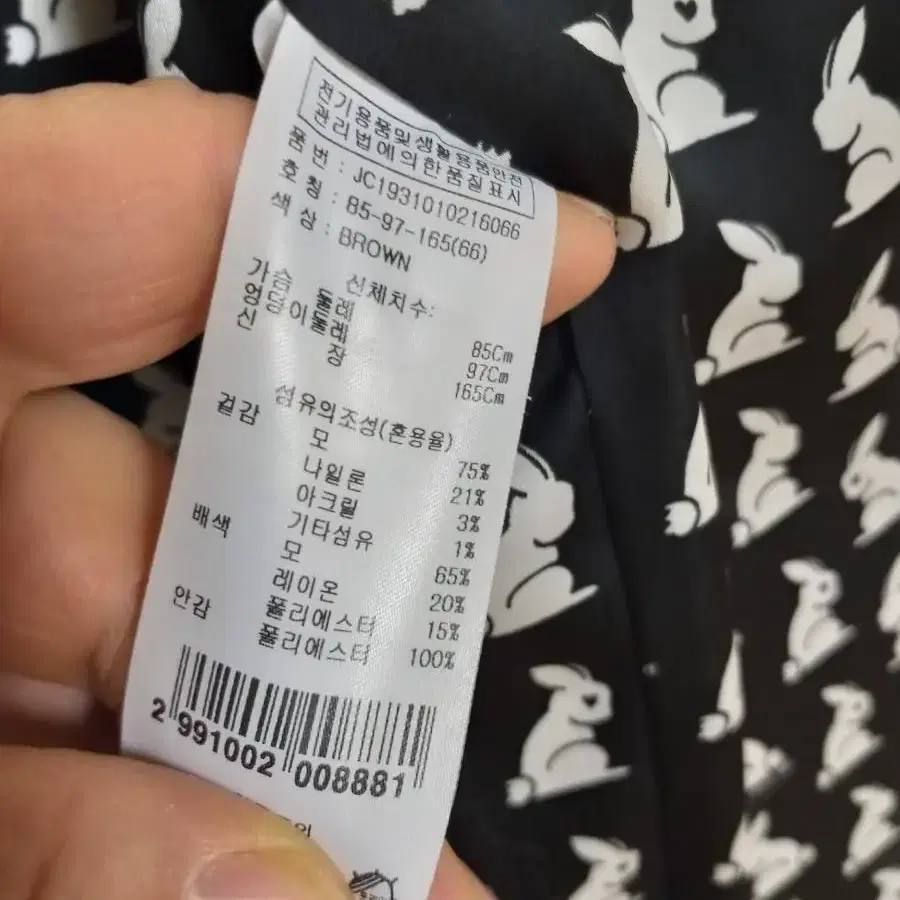 전기용품및생활용품안전
관리법에의한품질표시
품 번 : JC1931010216066
호 칭 : 85-97-165(66)
색 상 : BROWN
신체치수:
가슴 둘레 85Cm
엉덩이둘레 97Cm
신 장 165Cm
섬유의조성(혼용율)
겉감 모 75%
나일론 21%
아크릴 3%
기타섬유 1%
배색 모 65%
레이온 20%
폴리에스터 15%
안감 폴리에스터 100%
2 991002 008881